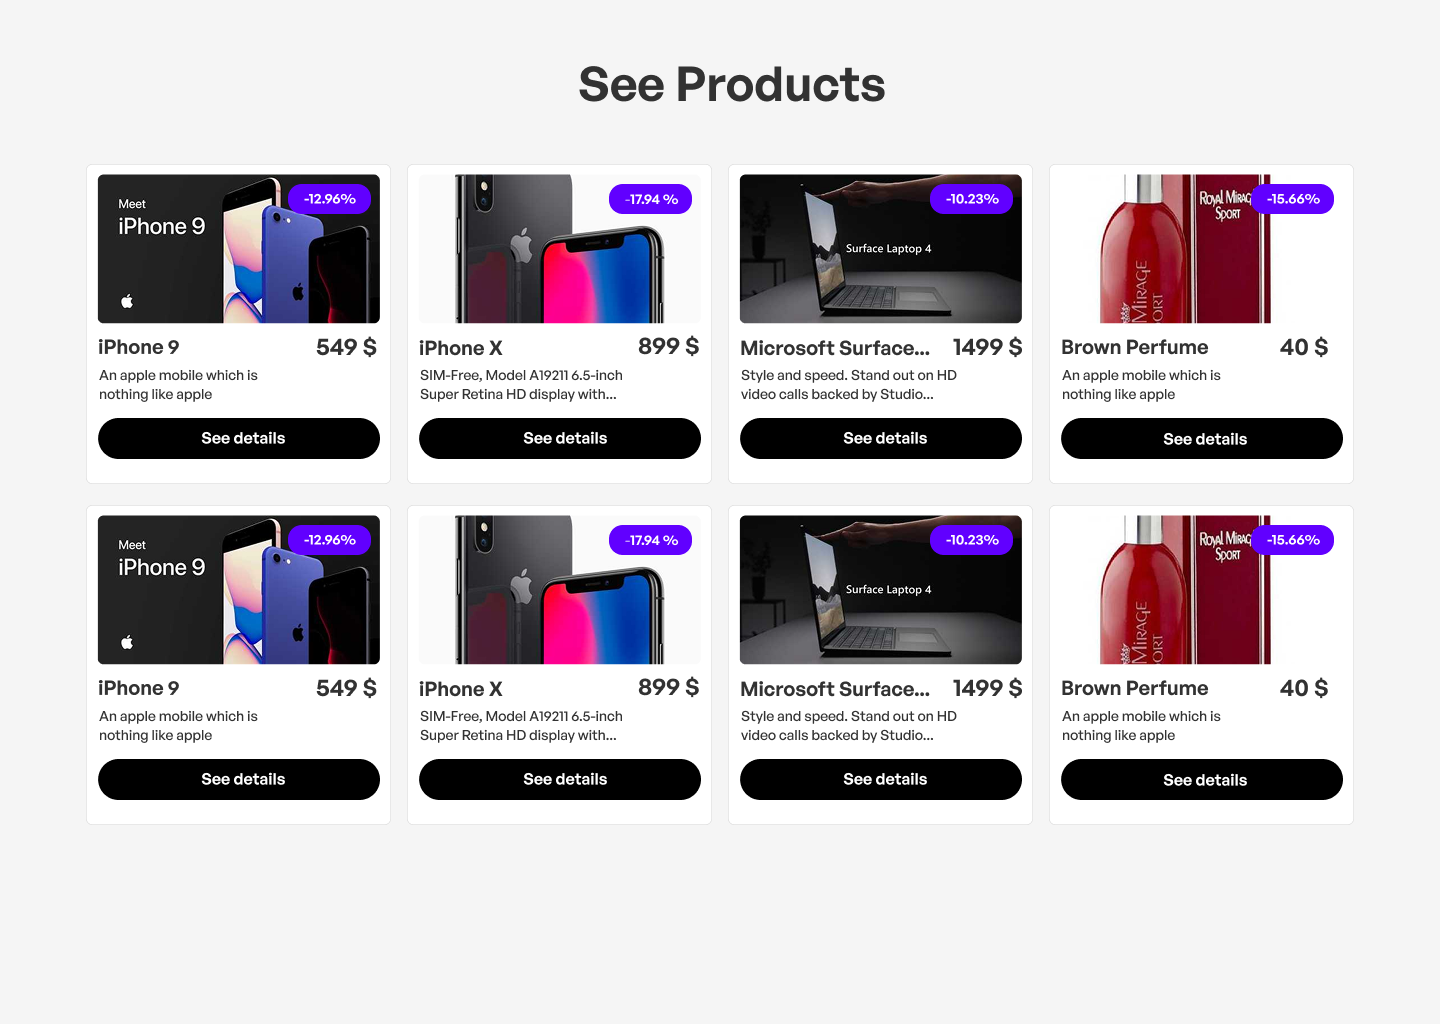 See Products
Meet
iPhone 9
-12.96%
iPhone 9
549 $
An apple mobile which is
nothing like apple
See details
-17.94 %
iPhone X
899 $
SIM-Free, Model A19211 6.5-inch
Super Retina HD display with...
See details
-10.23%
Surface Laptop 4
Microsoft Surface...
1499 $
Style and speed. Stand out on HD
video calls backed by Studio...
See details
Royal Mirag
Sport
-15.66%
Mirage
ort
Brown Perfume
40 $
An apple mobile which is
nothing like apple
See details
Meet
iPhone 9
-12.96%
iPhone 9
549 $
An apple mobile which is
nothing like apple
See details
-17.94 %
iPhone X
899 $
SIM-Free, Model A19211 6.5-inch
Super Retina HD display with...
See details
-10.23%
Surface Laptop 4
Microsoft Surface...
1499 $
Style and speed. Stand out on HD
video calls backed by Studio...
See details
Royal Mirag
Sport
-15.66%
Mirage
ort
Brown Perfume
40 $
An apple mobile which is
nothing like apple
See details